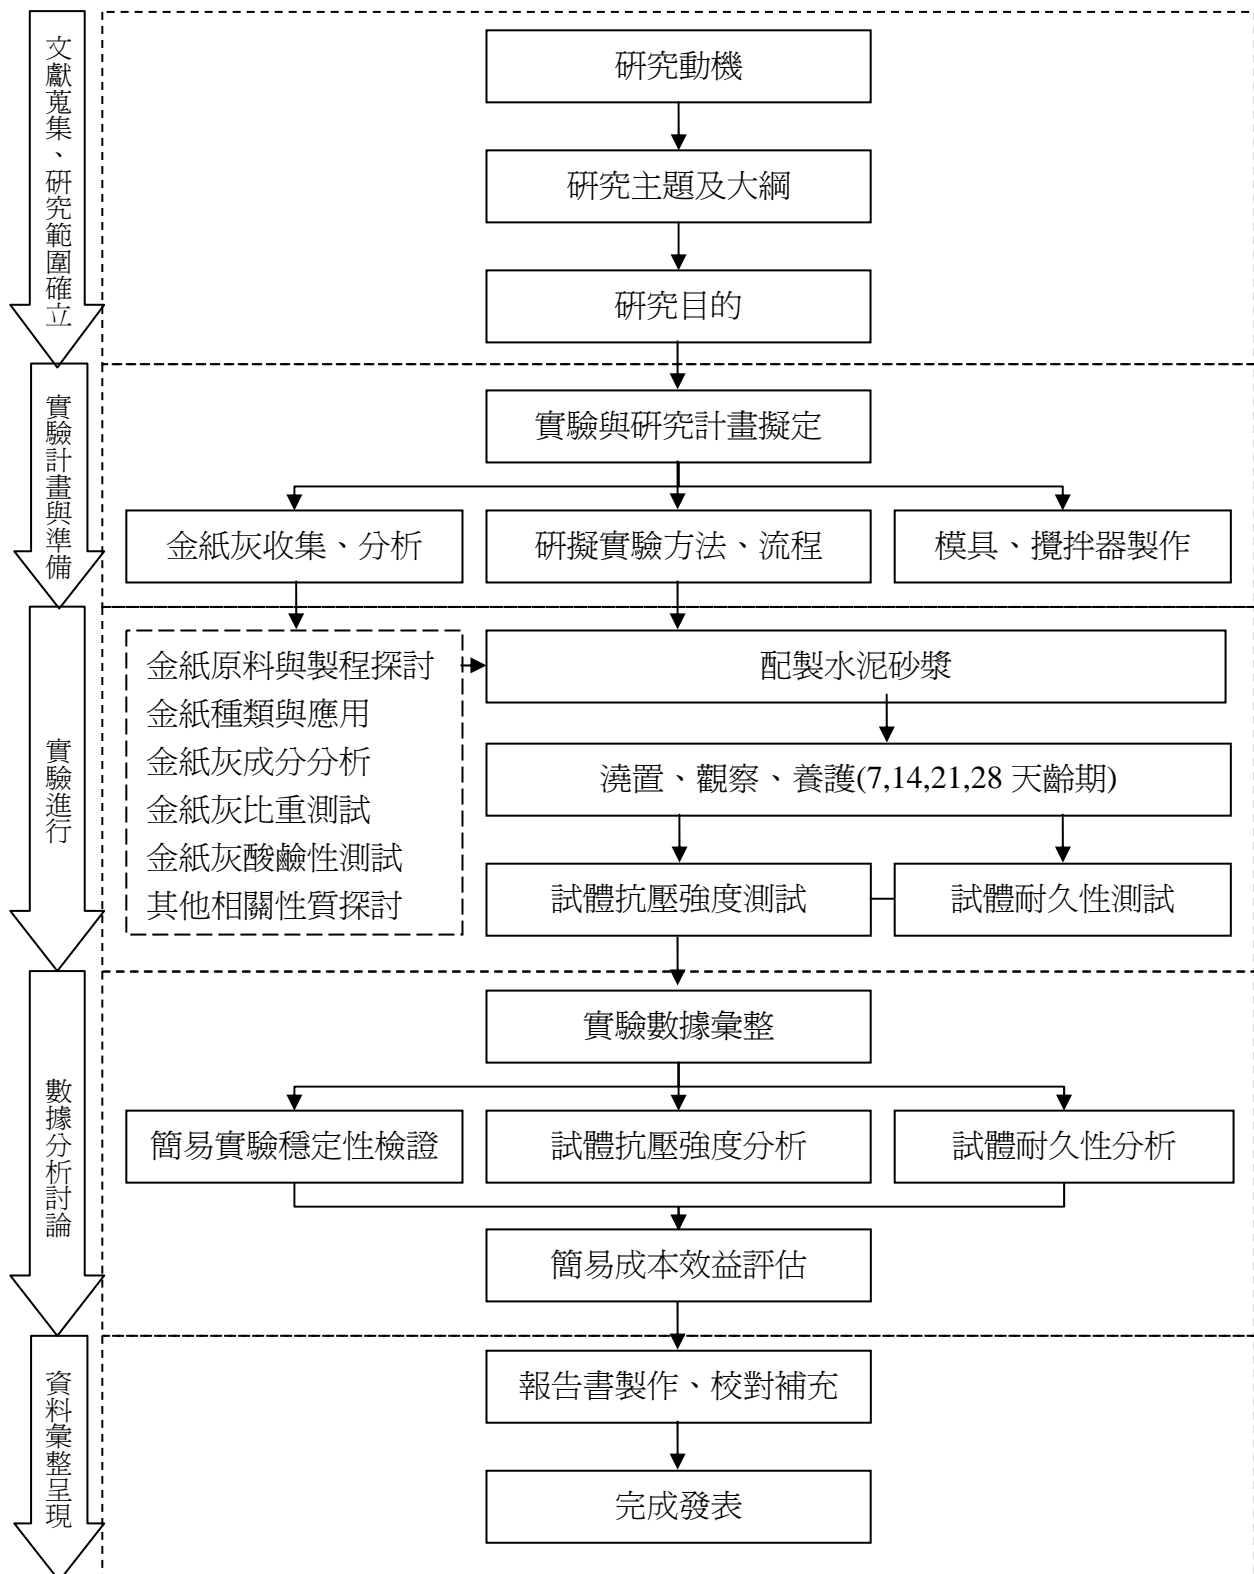 文獻蒐集、研究範圍確立
研究動機
研究主題及大綱
研究目的
實驗計畫與準備
實驗與研究計畫擬定
金紙灰收集、分析
研擬實驗方法、流程
模具、攪拌器製作
實驗進行
金紙原料與製程探討
金紙種類與應用
金紙灰成分分析
金紙灰比重測試
金紙灰酸鹼性測試
其他相關性質探討
配製水泥砂漿
澆置、觀察、養護(7,14,21,28 天齡期)
試體抗壓強度測試
試體耐久性測試
數據分析討論
實驗數據彙整
簡易實驗穩定性檢證
試體抗壓強度分析
試體耐久性分析
簡易成本效益評估
資料彙整呈現
報告書製作、校對補充
完成發表